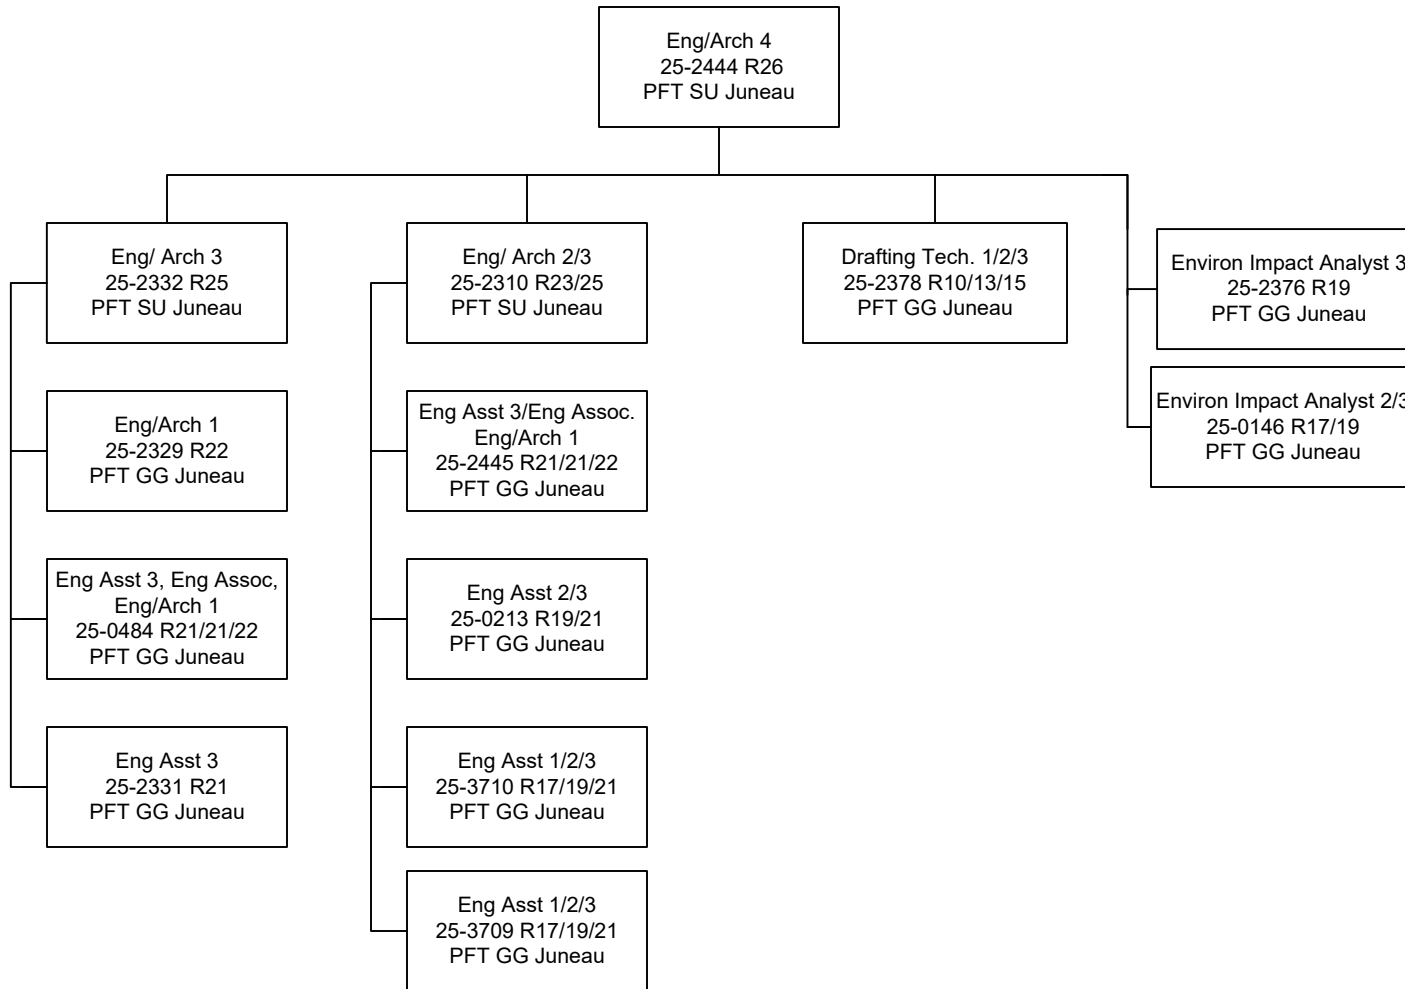 Eng/Arch 4
25-2444 R26
PFT SU Juneau
Eng/ Arch 3
25-2332 R25
PFT SU Juneau
Eng/Arch 1
25-2329 R22
PFT GG Juneau
Eng Asst 3, Eng Assoc,
Eng/Arch 1
25-0484 R21/21/22
PFT GG Juneau
Eng Asst 3
25-2331 R21
PFT GG Juneau
Eng/ Arch 2/3
25-2310 R23/25
PFT SU Juneau
Eng Asst 3/Eng Assoc.
Eng/Arch 1
25-2445 R21/21/22
PFT GG Juneau
Eng Asst 2/3
25-0213 R19/21
PFT GG Juneau
Eng Asst 1/2/3
25-3710 R17/19/21
PFT GG Juneau
Eng Asst 1/2/3
25-3709 R17/19/21
PFT GG Juneau
Drafting Tech. 1/2/3
25-2378 R10/13/15
PFT GG Juneau
Environ Impact Analyst 3
25-2376 R19
PFT GG Juneau
Environ Impact Analyst 2/3
25-0146 R17/19
PFT GG Juneau